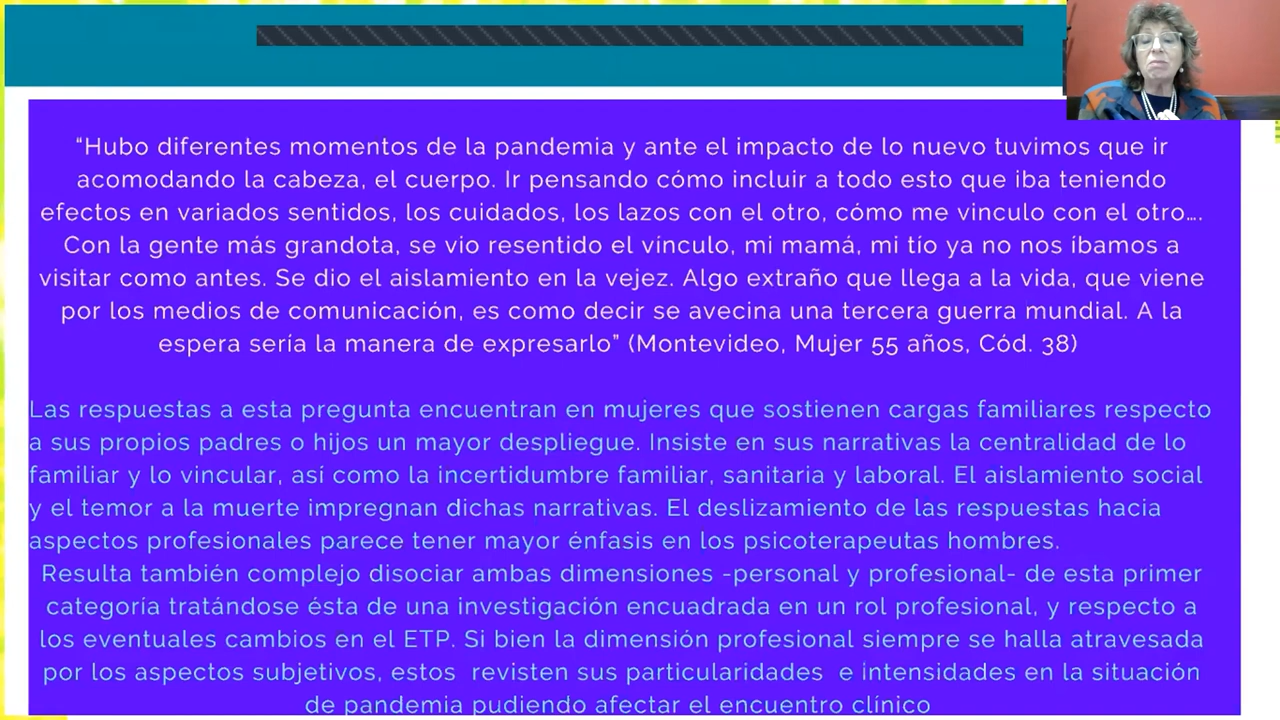 “Hubo diferentes momentos de la pandemia y ante el impacto de lo nuevo tuvimos que ir
acomodando la cabeza, el cuerpo. Ir pensando cómo incluir a todo esto que iba teniendo
efectos en variados sentidos, los cuidados, los lazos con el otro, cómo me vinculo con el otro….
Con la gente más grandota, se vio resentido el vínculo, mi mamá, mi tío ya no nos íbamos a
visitar como antes. Se dio el aislamiento en la vejez. Algo extraño que llega a la vida, que viene
por los medios de comunicación, es como decir se avecina una tercera guerra mundial. A la
espera sería la manera de expresarlo” (Montevideo, Mujer 55 años, Cód. 38)
Las respuestas a esta pregunta encuentran en mujeres que sostienen cargas familiares respecto
a sus propios padres o hijos un mayor despliegue. Insiste en sus narrativas la centralidad de lo
familiar y lo vincular, así como la incertidumbre familiar, sanitaria y laboral. El aislamiento social
y el temor a la muerte impregnan dichas narrativas. El deslizamiento de las respuestas hacia
aspectos profesionales parece tener mayor énfasis en los psicoterapeutas hombres.
Resulta también complejo disociar ambas dimensiones -personal y profesional- de esta primer
categoría tratándose ésta de una investigación encuadrada en un rol profesional, y respecto a
los eventuales cambios en el ETP. Si bien la dimensión profesional siempre se halla atravesada
por los aspectos subjetivos, estos revisten sus particularidades e intensidades en la situación
de pandemia pudiendo afectar el encuentro clínico